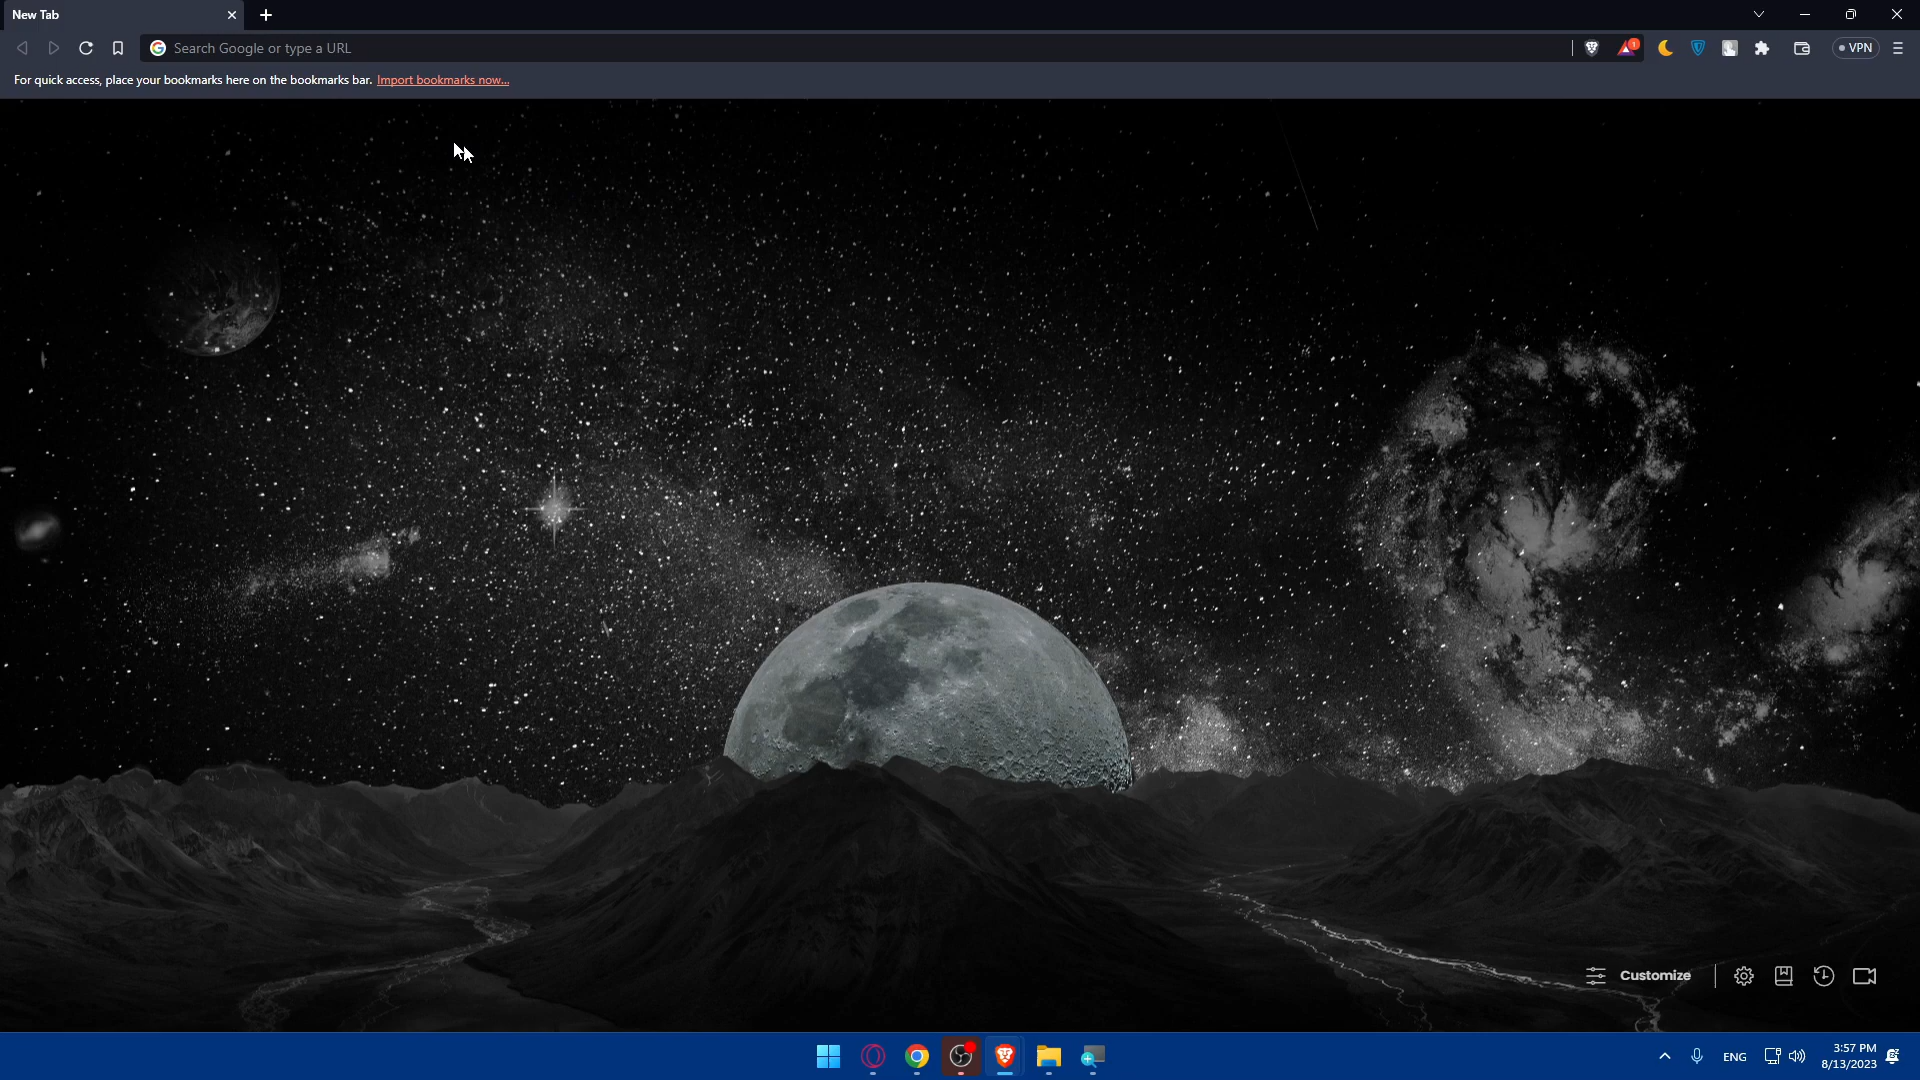 New Tab
Search Google or type a URL
1
VPN
For quick access, place your bookmarks here on the bookmarks bar. Import bookmarks now...
Customize
ENG
3:57 PM
8/13/2023